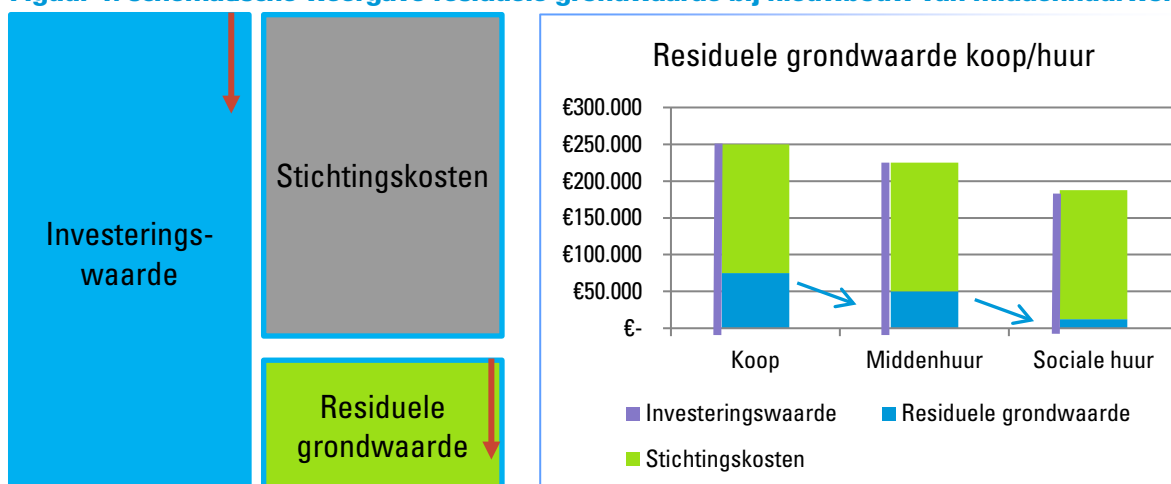 Investerings-
waarde
Stichtingskosten
Residuele
grondwaarde
Residuele grondwaarde koop/huur
€300.000
€250.000
€200.000
€150.000
€100.000
€50.000
€-
Koop Middenhuur Sociale huur
Investeringswaarde Residuele grondwaarde
Stichtingskosten